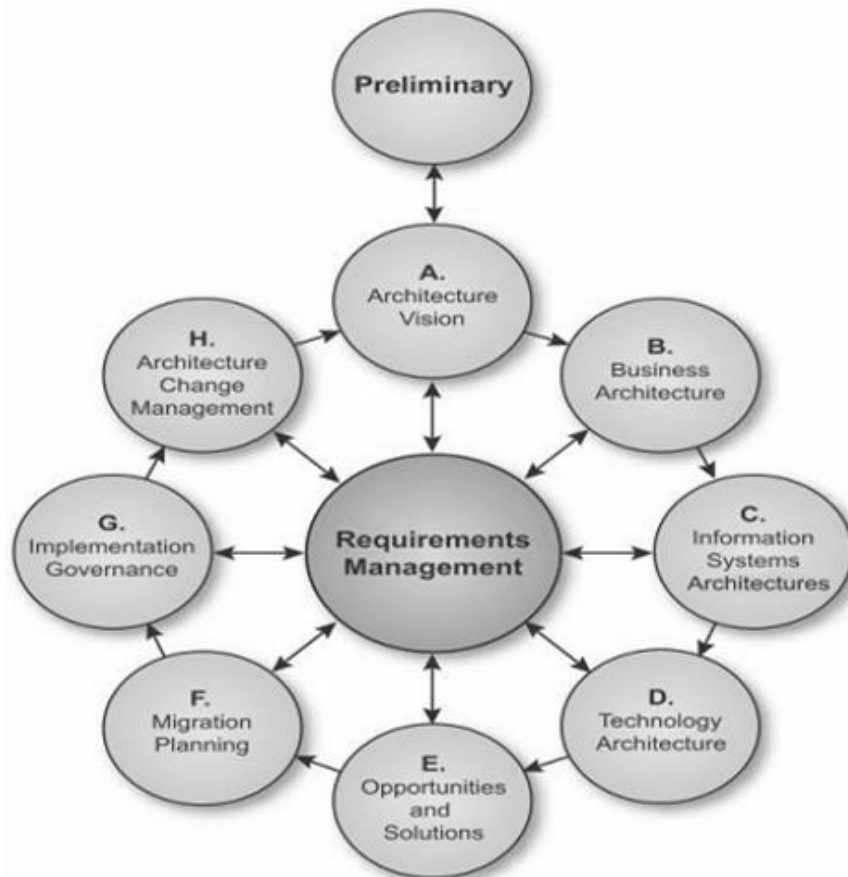 Preliminary
A.
Architecture
Vision
B.
Business
Architecture
C.
Information
Systems
Architectures
D.
Technology
Architecture
E.
Opportunities
and
Solutions
F.
Migration
Planning
G.
Implementation
Governance
H.
Architecture
Change
Management
Requirements
Management